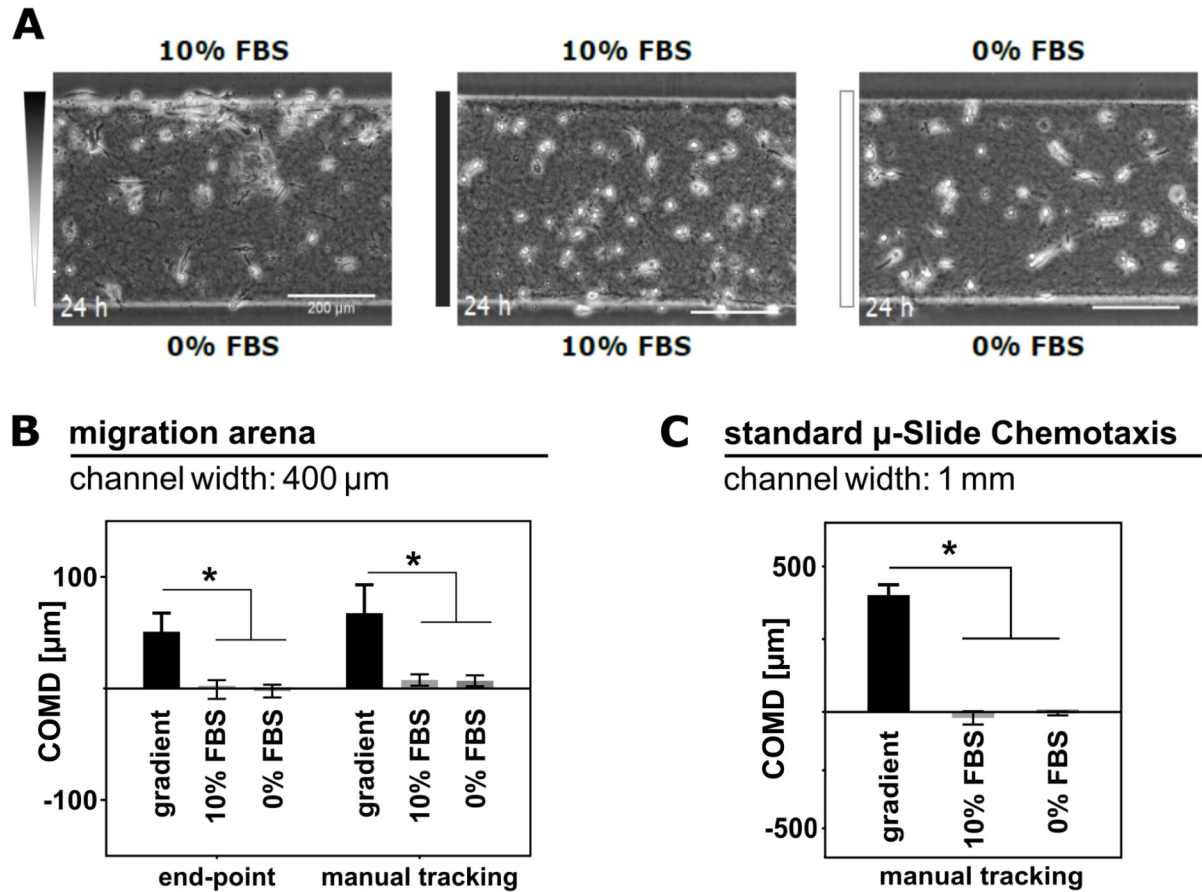 A
10% FBS
10% FBS
0% FBS
24 h
200 µm
24 h
24 h
0% FBS
10% FBS
0% FBS
B migration arena
channel width: 400 µm
100
*
*
COMD [µm]
gradient
10% FBS
0% FBS
gradient
10% FBS
0% FBS
-100
end-point
manual tracking
C standard µ-Slide Chemotaxis
channel width: 1 mm
500
*
COMD [µm]
gradient
10% FBS
0% FBS
-500
manual tracking